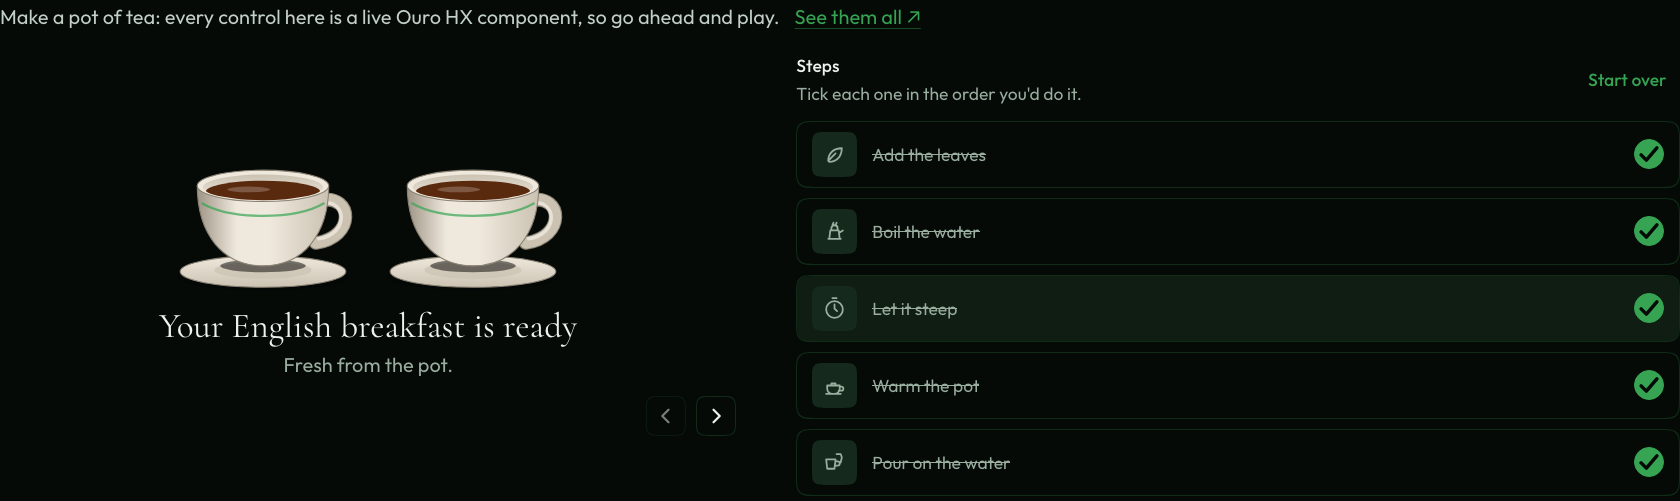 Make a pot of tea: every control here is a live Ouro HX component, so go ahead and play. See them all ↗
Your English breakfast is ready
Fresh from the pot.
Steps
Tick each one in the order you'd do it.
Start over
Add the leaves
Boil the water
Let it steep
Warm the pot
Pour on the water